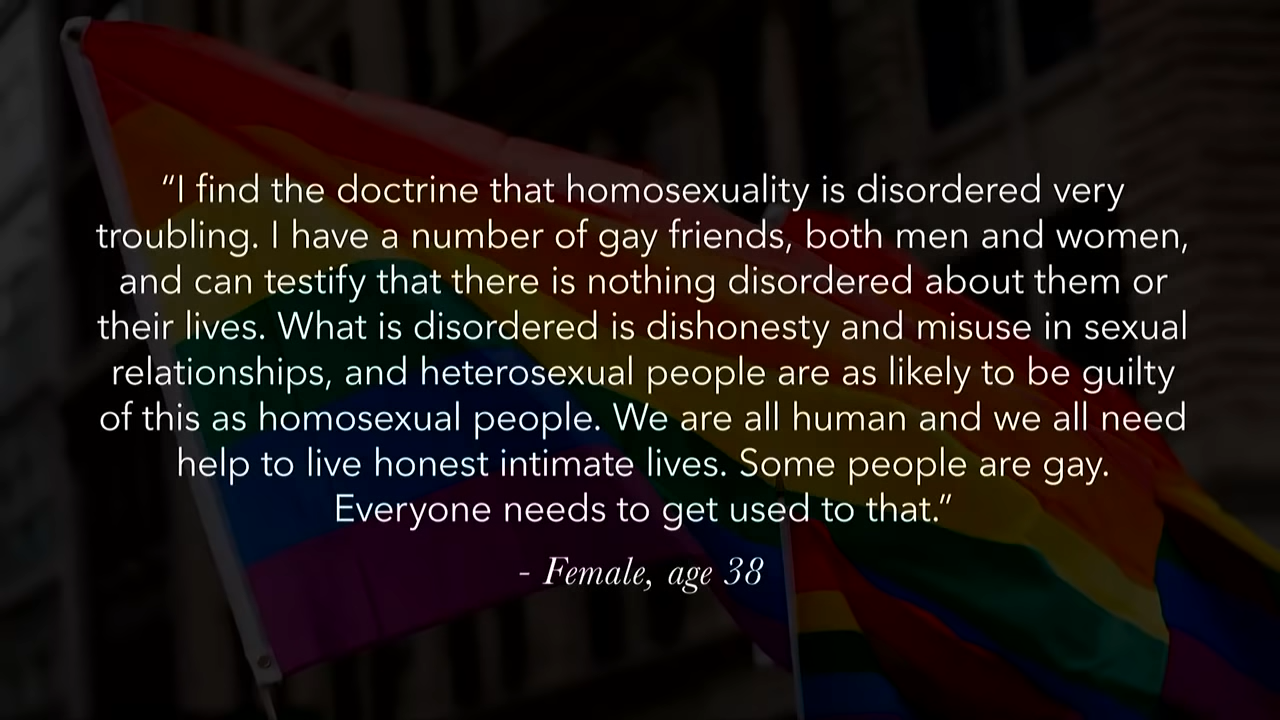 “I find the doctrine that homosexuality is disordered very
troubling. I have a number of gay friends, both men and women,
and can testify that there is nothing disordered about them or
their lives. What is disordered is dishonesty and misuse in sexual
relationships, and heterosexual people are as likely to be guilty
of this as homosexual people. We are all human and we all need
help to live honest intimate lives. Some people are gay.
Everyone needs to get used to that.”
- Female, age 38